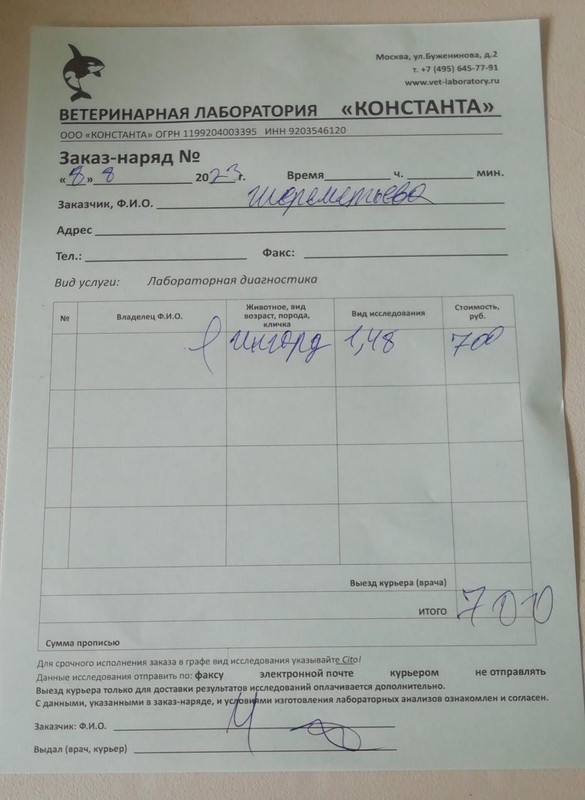 Москва, ул.Буженинова, д.2
т. +7 (495) 645-77-91
www.vet-laboratory.ru
ВЕТЕРИНАРНАЯ ЛАБОРАТОРИЯ «КОНСТАНТА»
ООО «КОНСТАНТА» ОГРН 1199204003395 ИНН 9203546120
Заказ-наряд №
«8» 8 2023г. Время ч. мин.
Заказчик, Ф.И.О. Шереметьева
Адрес
Тел.: Факс:
Вид услуги: Лабораторная диагностика
№ Владелец Ф.И.О. Животное, вид возраст, порода, кличка Вид исследования Стоимость, руб.
1,48 700
Выезд курьера (врача)
ИТОГО 700
Сумма прописью
Для срочного исполнения заказа в графе вид исследования указывайте Cito!
Данные исследования отправить по: факсу электронной почте курьером не отправлять
Выезд курьера только для доставки результатов исследований оплачивается дополнительно.
С данными, указанными в заказ-наряде, и условиями изготовления лабораторных анализов ознакомлен и согласен.
Заказчик: Ф.И.О.
Выдал (врач, курьер)